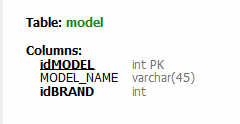 Table: model
Columns:
idMODEL int PK
MODEL_NAME varchar(45)
idBRAND int